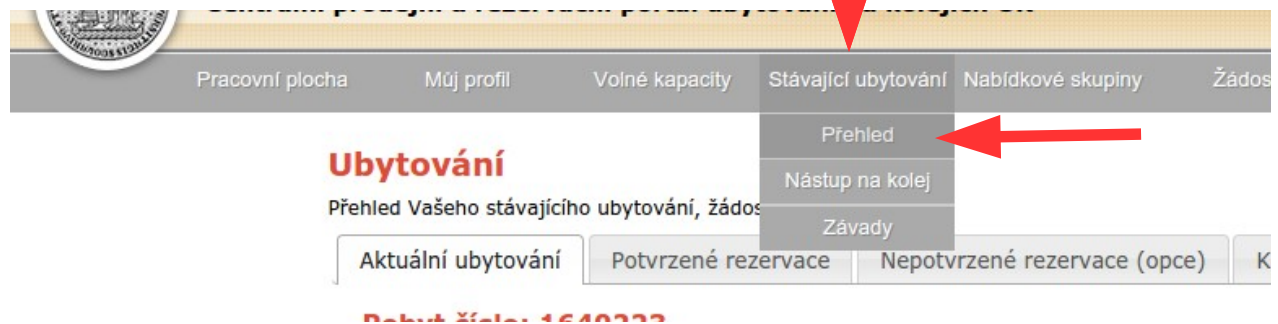 Pracovní plocha Můj profil Volné kapacity Stávající ubytování Nabídkové skupiny
Přehled
Nástup na kolej
Závady
Ubytování
Přehled Vašeho stávajícího ubytování,
Aktuální ubytování Potvrzené rezervace Nepotvrzené rezervace (opce) K